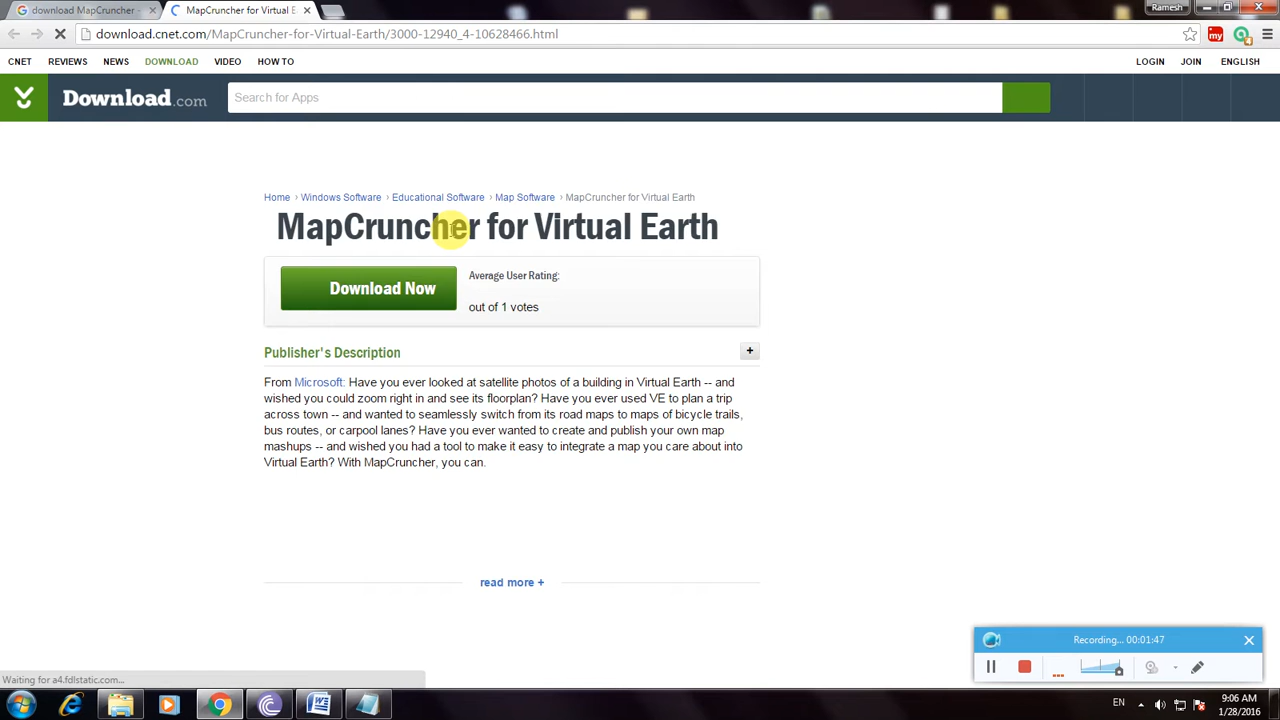 download MapCruncher -
MapCruncher for Virtual E
Ramesh
download.cnet.com/MapCruncher-for-Virtual-Earth/3000-12940_4-10628466.html
my
CNET REVIEWS NEWS DOWNLOAD VIDEO HOW TO LOGIN JOIN ENGLISH
Download.com Search for Apps
Home › Windows Software › Educational Software › Map Software › MapCruncher for Virtual Earth
MapCruncher for Virtual Earth
Download Now
Average User Rating:
out of 1 votes
Publisher's Description +
From Microsoft: Have you ever looked at satellite photos of a building in Virtual Earth -- and
wished you could zoom right in and see its floorplan? Have you ever used VE to plan a trip
across town -- and wanted to seamlessly switch from its road maps to maps of bicycle trails,
bus routes, or carpool lanes? Have you ever wanted to create and publish your own map
mashups -- and wished you had a tool to make it easy to integrate a map you care about into
Virtual Earth? With MapCruncher, you can.
read more +
Recording... 00:01:47
Waiting for a4.fdlstatic.com...
EN
9:06 AM
1/28/2016